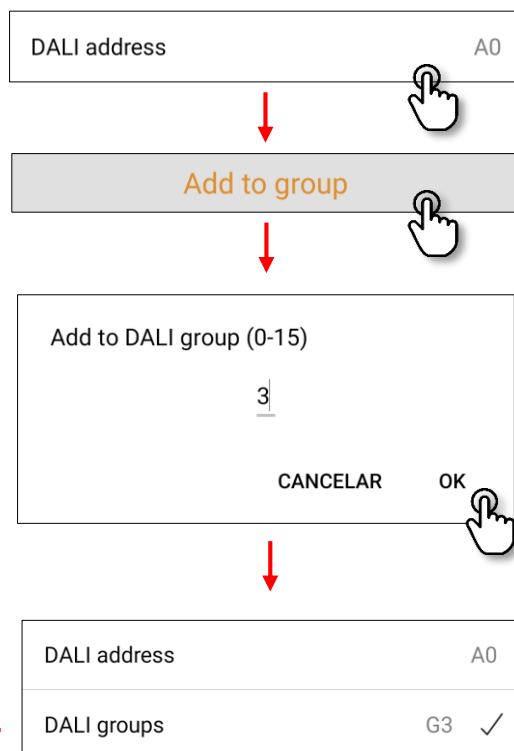 DALI address A0
Add to group
Add to DALI group (0-15)
3
CANCELAR OK
DALI address A0
DALI groups G3